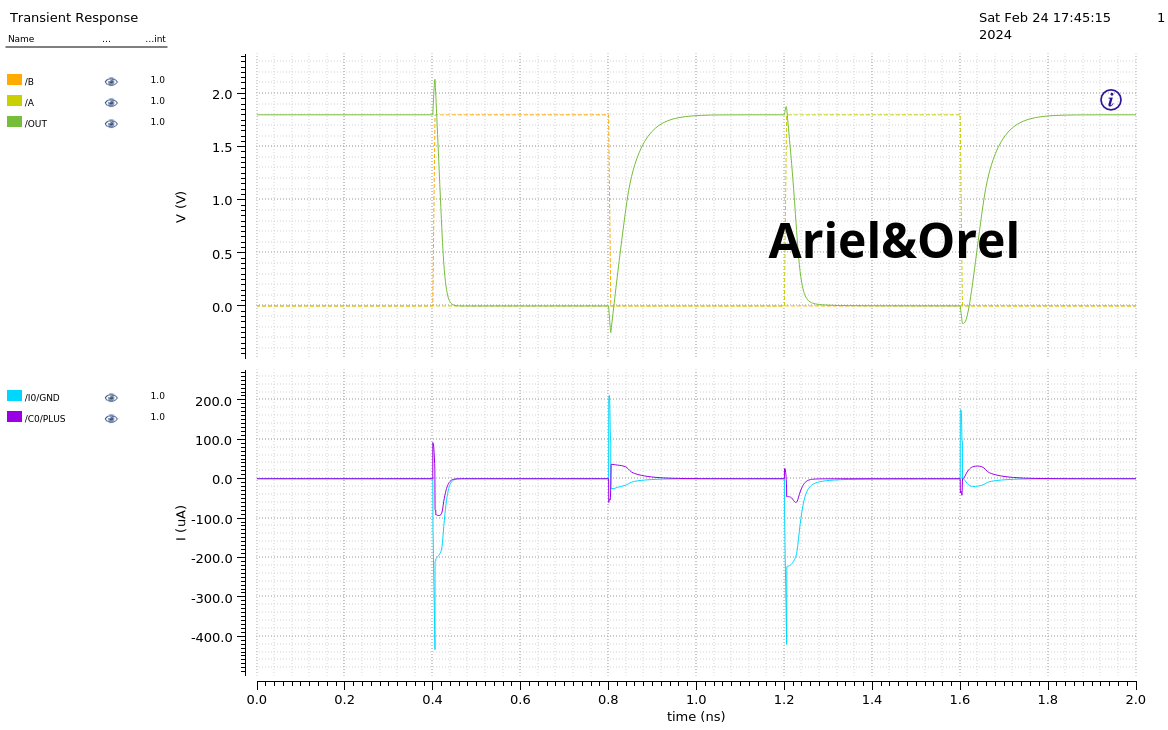 Transient Response
Sat Feb 24 17:45:15 1
2024
Name ... ...int
/B 1.0
/A 1.0
/OUT 1.0
2.0
1.5
1.0
0.5
0.0
V (V)
i
Ariel&Orel
/I0/GND 1.0
/C0/PLUS 1.0
200.0
100.0
0.0
-100.0
-200.0
-300.0
-400.0
I (uA)
0.0 0.2 0.4 0.6 0.8 1.0 1.2 1.4 1.6 1.8 2.0
time (ns)